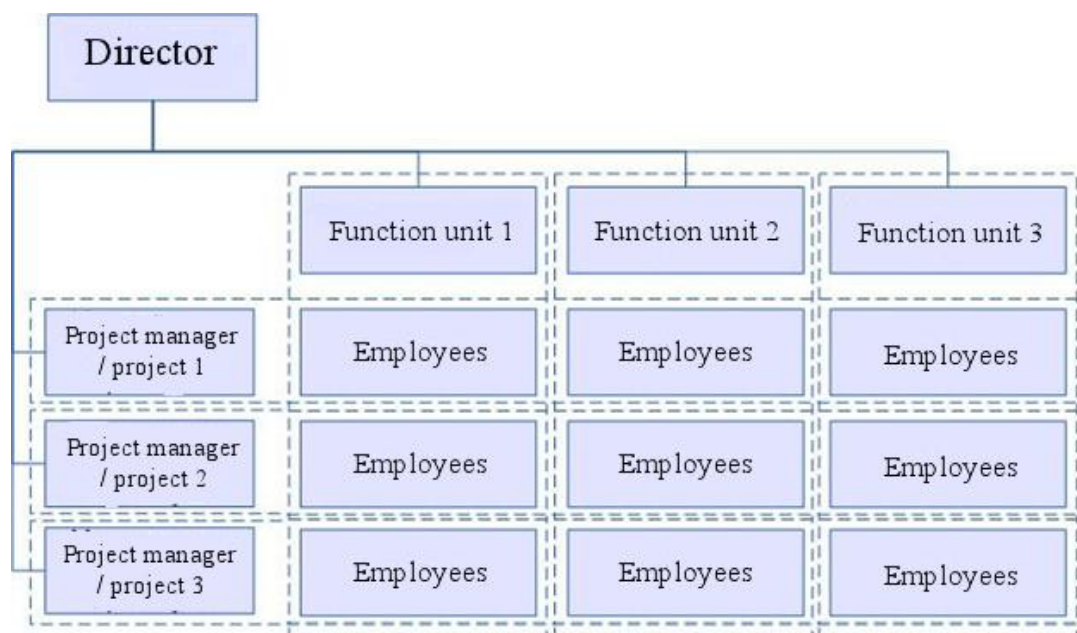 Director
Function unit 1
Function unit 2
Function unit 3
Project manager
/ project 1
Employees
Employees
Employees
Project manager
/ project 2
Employees
Employees
Employees
Project manager
/ project 3
Employees
Employees
Employees